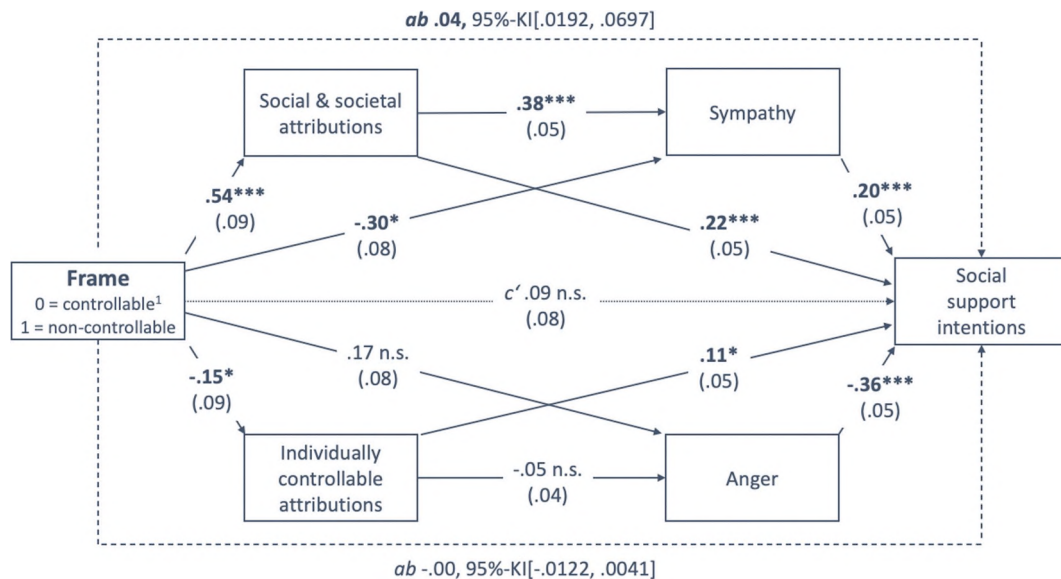 ab .04, 95%-KI[.0192, .0697]
Social & societal
attributions
.38***
(.05)
Sympathy
.54***
(.09)
-.30*
(.08)
.22***
(.05)
.20***
(.05)
Frame
0 = controllable¹
1 = non-controllable
c‘ .09 n.s.
(.08)
Social
support
intentions
-.15*
(.09)
.17 n.s.
(.08)
.11*
(.05)
-.36***
(.05)
Individually
controllable
attributions
-.05 n.s.
(.04)
Anger
ab -.00, 95%-KI[-.0122, .0041]